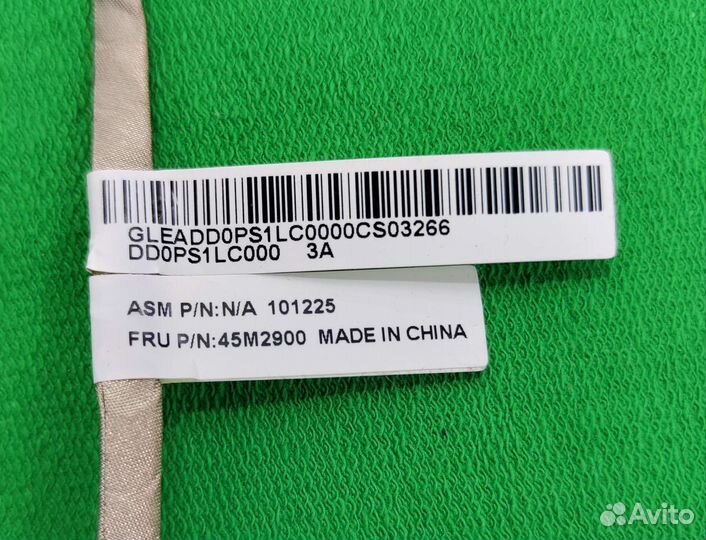 GLEADD0PS1LC0000CS03266
DD0PS1LC000 3A
ASM P/N:N/A 101225
FRU P/N:45M2900 MADE IN CHINA
Avito